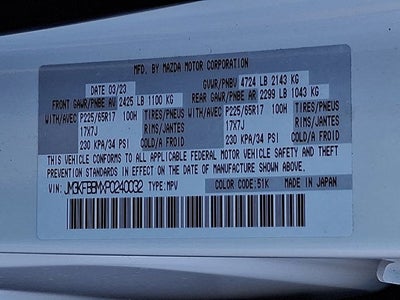 MFD. BY MAZDA MOTOR CORPORATION
DATE 03/23 GVWR/PNBV 4724 LB 2143 KG
FRONT GAWR/PNBE AV 2425 LB 1100 KG REAR GAWR/PNBE AR 2299 LB 1043 KG
WITH/AVEC P225/65R17 100H TIRES/PNEUS WITH/AVEC P225/65R17 100H TIRES/PNEUS
17X7J RIMS/JANTES 17X7J RIMS/JANTES
230 KPA/34 PSI COLD/A FROID 230 KPA/34 PSI COLD/A FROID
THIS VEHICLE CONFORMS TO ALL APPLICABLE FEDERAL MOTOR VEHICLE SAFETY AND THEFT
PREVENTION STANDARDS IN EFFECT ON THE DATE OF MANUFACTURE SHOWN ABOVE.
VIN: JM3KFBBMXP0240032 TYPE: MPV COLOR CODE: 51K MADE IN JAPAN